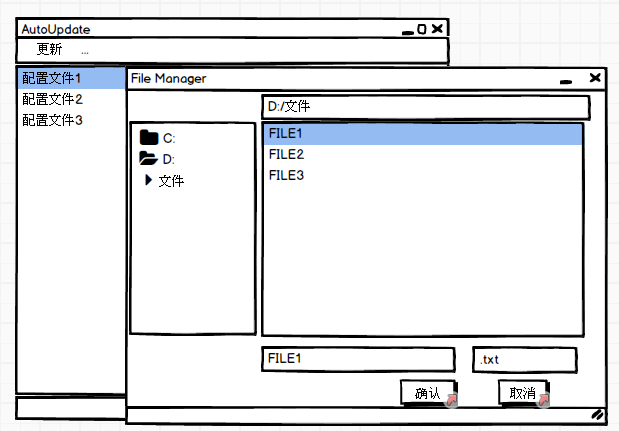 AutoUpdate
更新 ...
配置文件1
配置文件2
配置文件3
File Manager
D:/文件
C:
D:
文件
FILE1
FILE2
FILE3
FILE1
.txt
确认
取消